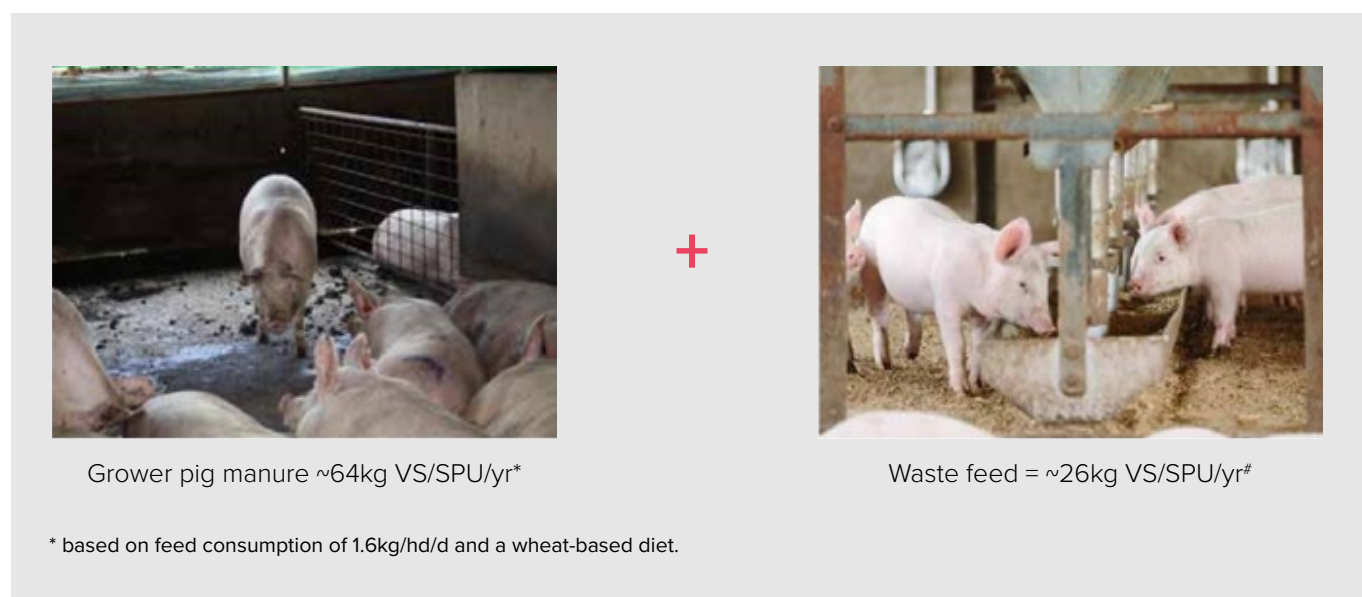 +
Grower pig manure ~64kg VS/SPU/yr*
Waste feed = ~26kg VS/SPU/yr#
* based on feed consumption of 1.6kg/hd/d and a wheat-based diet.